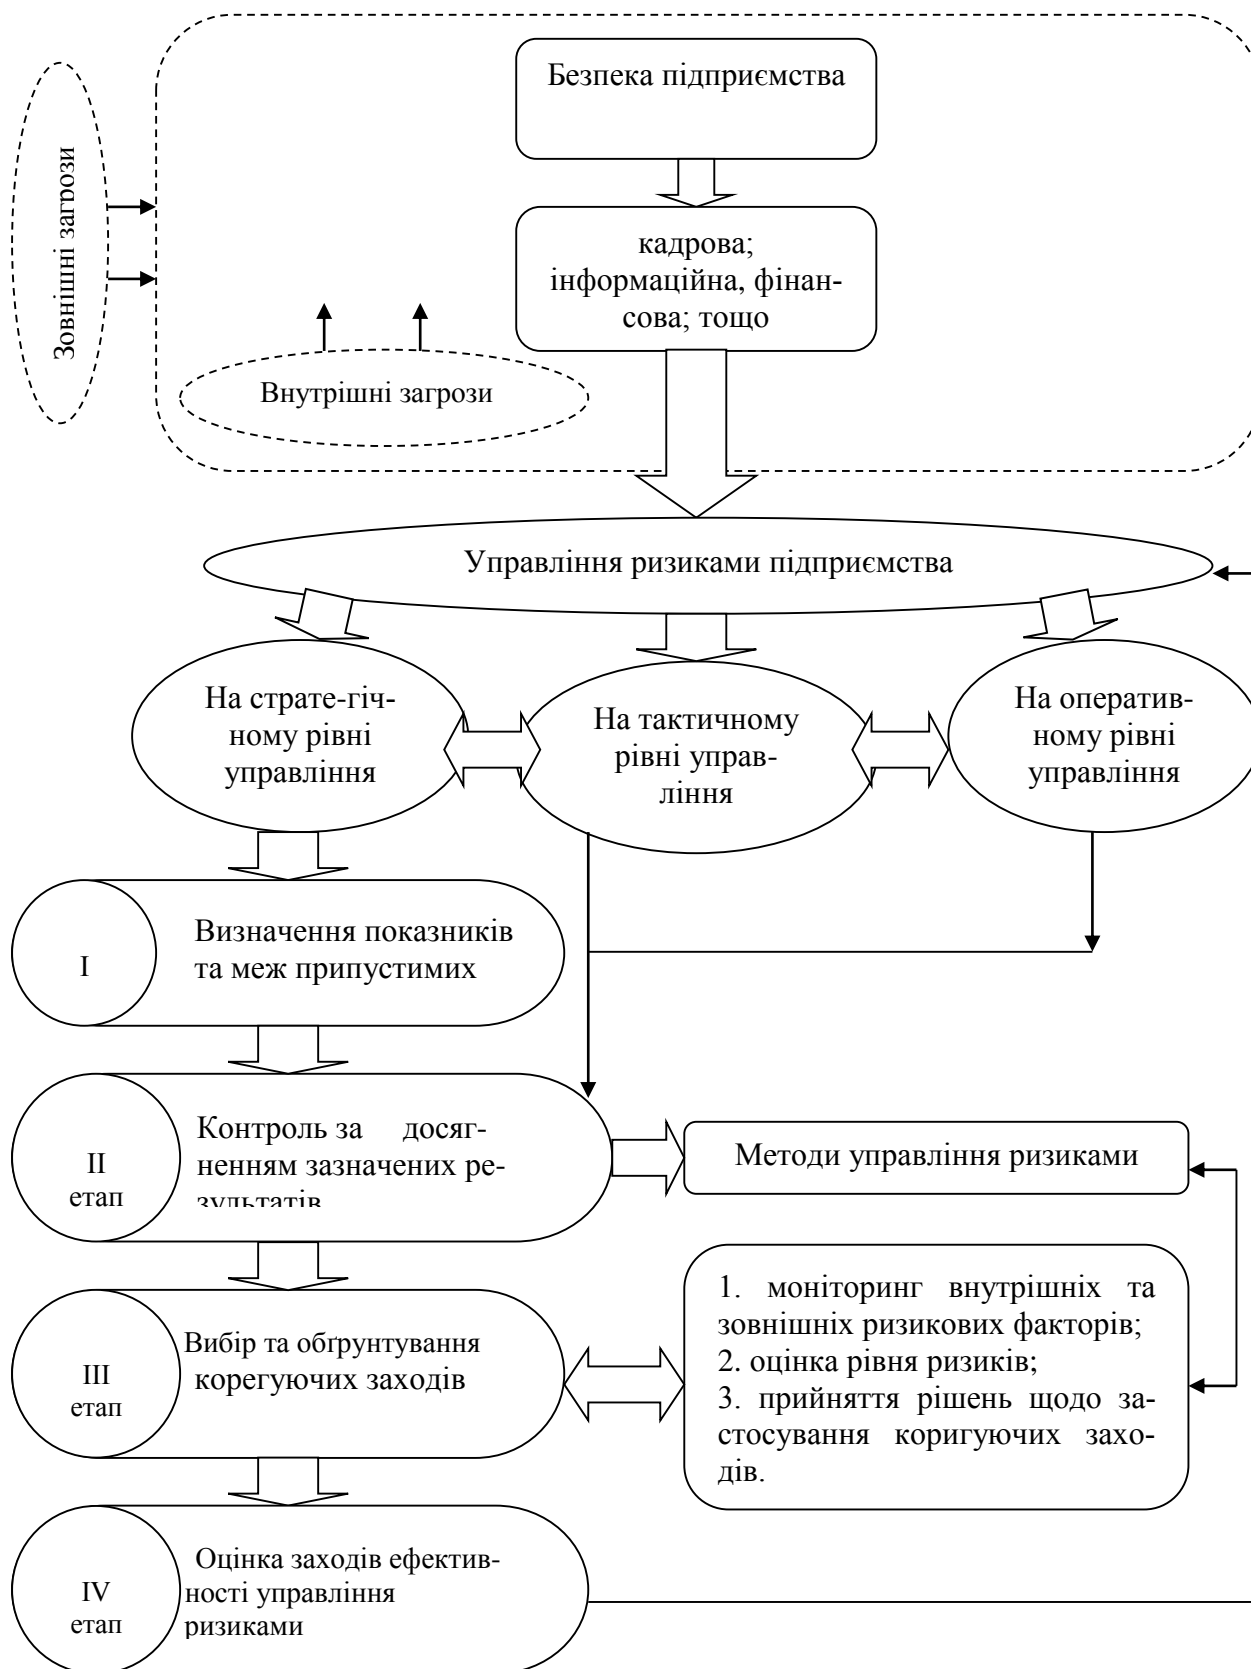 Безпека підприємства
Зовнішні загрози
кадрова;
інформаційна, фінан-
сова; тощо
Внутрішні загрози
Управління ризиками підприємства
На страте-гіч-
ному рівні
управління
На тактичному
рівні управ-
ління
На оператив-
ному рівні
управління
I
Визначення показників
та меж припустимих
II
етап
Контроль за досяг-
ненням зазначених ре-
зультатів
Методи управління ризиками
1. моніторинг внутрішніх та
зовнішніх ризикових факторів;
2. оцінка рівня ризиків;
3. прийняття рішень щодо за-
стосування коригуючих захо-
дів.
III
етап
Вибір та обґрунтування
корегуючих заходів
IV
етап
Оцінка заходів ефектив-
ності управління
ризиками